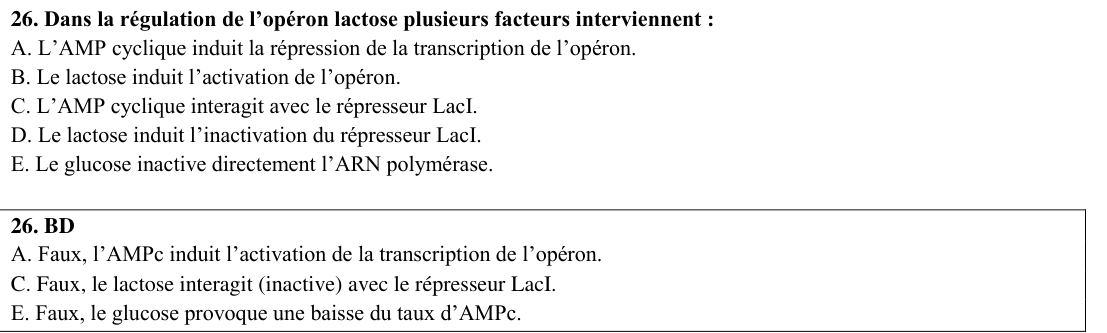 26. Dans la régulation de l’opéron lactose plusieurs facteurs interviennent :
A. L’AMP cyclique induit la répression de la transcription de l’opéron.
B. Le lactose induit l’activation de l’opéron.
C. L’AMP cyclique interagit avec le répresseur LacI.
D. Le lactose induit l’inactivation du répresseur LacI.
E. Le glucose inactive directement l’ARN polymérase.
26. BD
A. Faux, l’AMPc induit l’activation de la transcription de l’opéron.
C. Faux, le lactose interagit (inactive) avec le répresseur LacI.
E. Faux, le glucose provoque une baisse du taux d’AMPc.